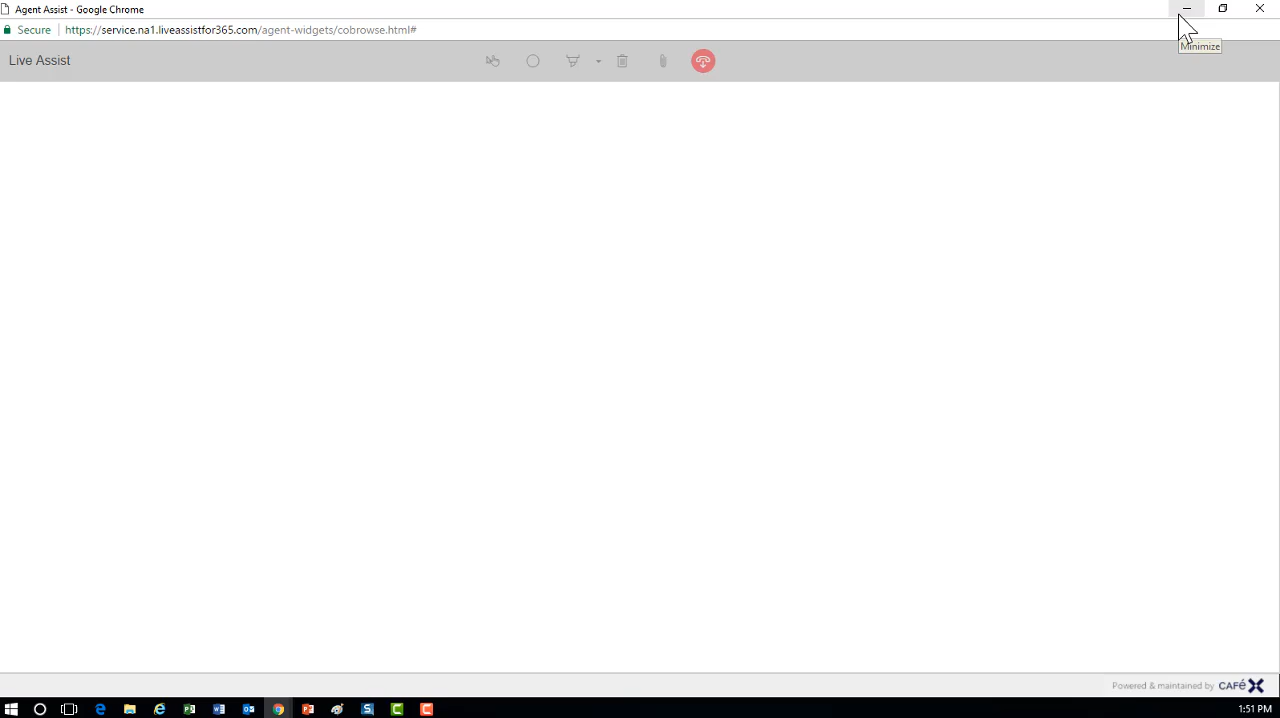 Agent Assist - Google Chrome
Secure https://service.na1.liveassistfor365.com/agent-widgets/cobrowse.html#
Minimize
Live Assist
Powered & maintained by CAFéX
1:51 PM